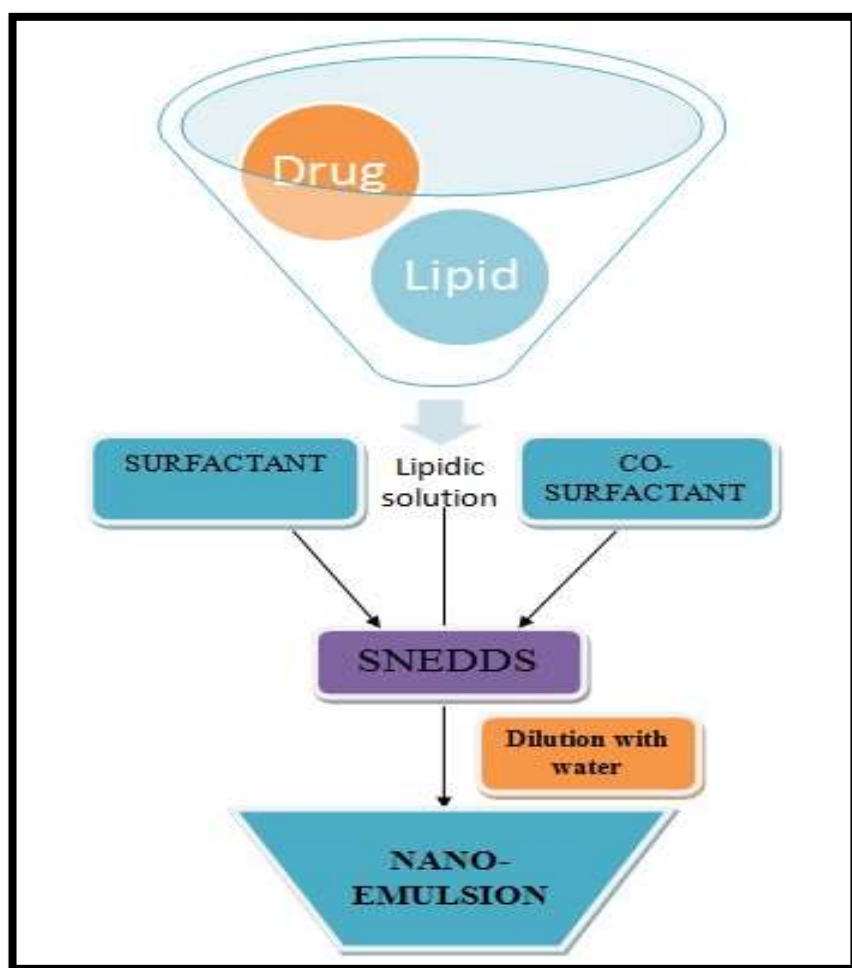 Drug
Lipid
SURFACTANT
Lipidic
solution
CO-
SURFACTANT
SNEDDS
Dilution with
water
NANO-
EMULSION